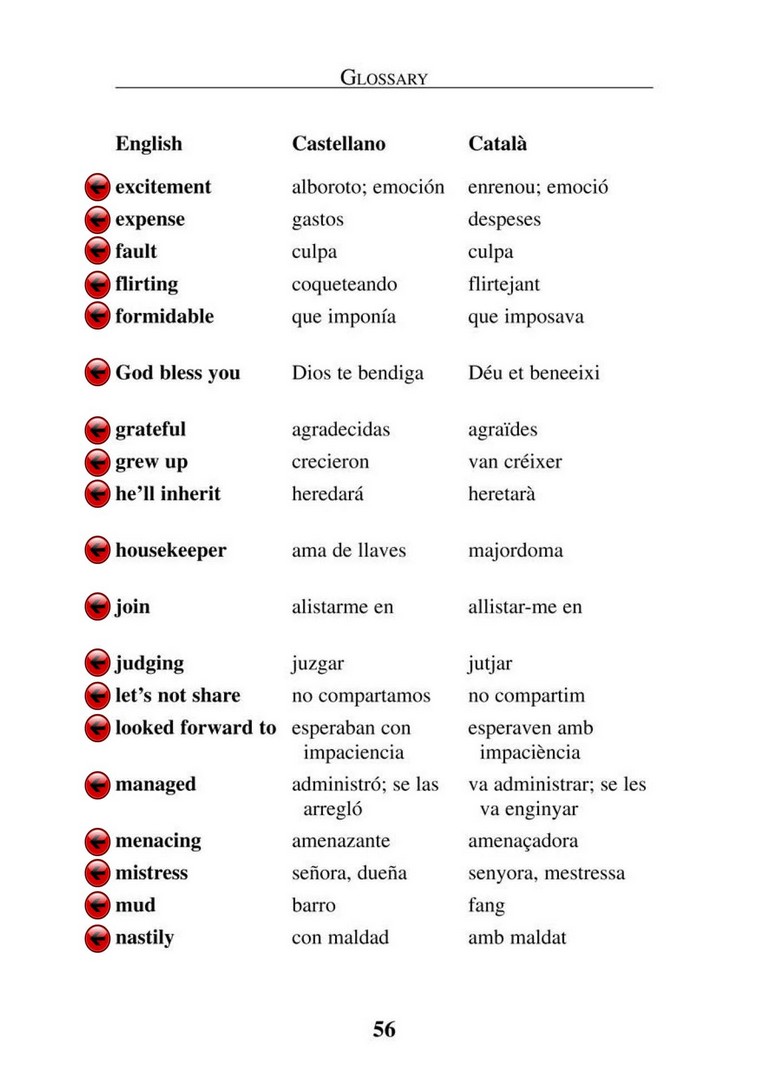 GLOSSARY
English Castellano Català
excitement alboroto; emoción enrenou; emoció
expense gastos despeses
fault culpa culpa
flirting coqueteando flirtejant
formidable que imponía que imposava
God bless you Dios te bendiga Déu et beneeixi
grateful agradecidas agraïdes
grew up crecieron van créixer
he’ll inherit heredará heretarà
housekeeper ama de llaves majordoma
join alistarme en allistar-me en
judging juzgar jutjar
let’s not share no compartamos no compartim
looked forward to esperaban con esperaven amb
impaciencia impaciència
managed administró; se las va administrar; se les
arregló va enginyar
menacing amenazante amenaçadora
mistress señora, dueña senyora, mestressa
mud barro fang
nastily con maldad amb maldat
56